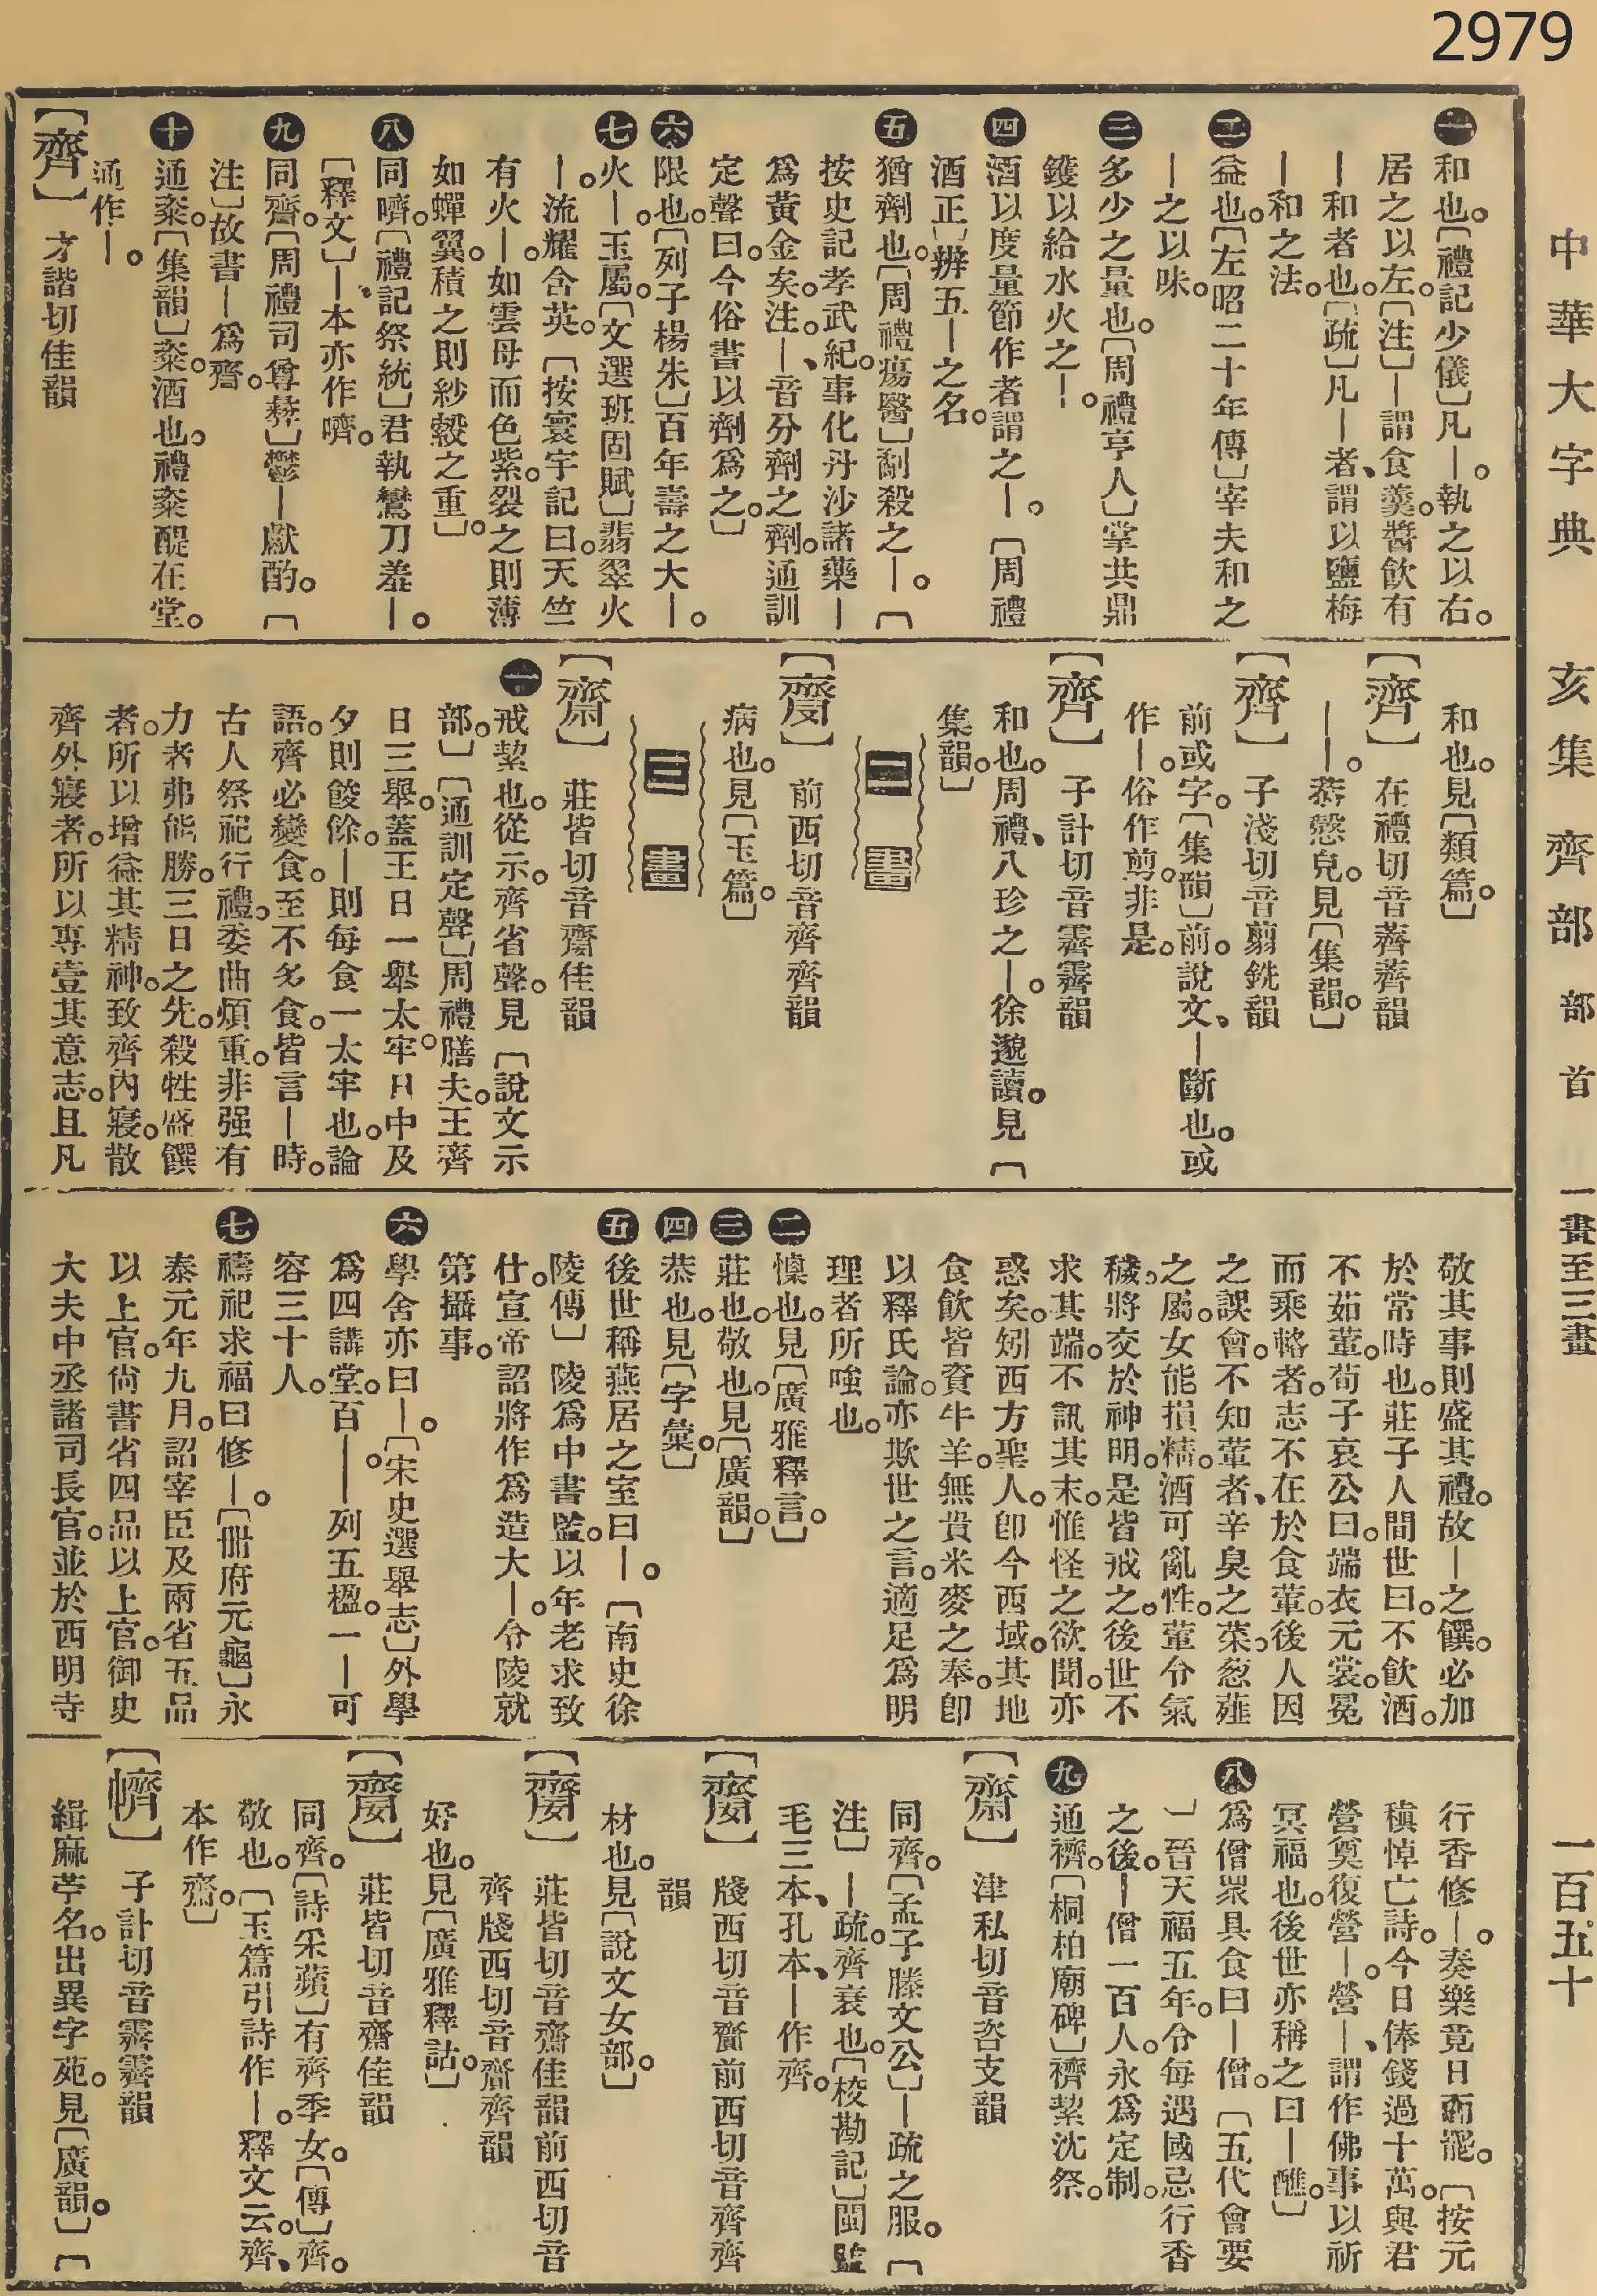 2979
中華大字典 亥集 齊部 部首 一畫至三畫 一百五十
㊀和也。〔禮記少儀〕凡―。執之以右。
居之以左。〔注〕―謂食羹醬飲有
―和者也。〔疏〕凡―者、謂以鹽梅
―和之法。
㊁益也。〔左昭二十年傳〕宰夫和之
―之以味。
㊂多少之量也。〔周禮亨人〕掌共鼎
鑊以給水火之―。
㊃酒以度量節作者謂之―。〔周禮
酒正〕辨五―之名。
㊄猶劑也。〔周禮瘍醫〕劀殺之―。〔
按史記孝武紀。事化丹沙諸藥―
爲黃金矣。注。―、音分劑之劑。通訓
定聲曰。今俗書以劑爲之。〕
㊅限也。〔列子楊朱〕百年壽之大―。
㊆火―。玉屬。〔文選班固賦〕翡翠火
―。流耀含英。〔按寰宇記曰。天竺
有火―。如雲母而色紫。裂之則薄
如蟬翼。積之則紗縠之重。〕
㊇同嚌。〔禮記祭統〕君執鸞刀羞―。
〔釋文〕―本亦作嚌。
㊈同齍。〔周禮司尊彝〕鬱―獻酌。〔
注〕故書―爲齍。
㊉通粢。〔集韻〕粢。酒也。禮粢醍在堂。
通作―。
【齊】 才諧切佳韻
和也。見〔類篇。〕
【齊】 在禮切音薺薺韻
――。恭慤皃。見〔集韻。〕
【齊】 子淺切音翦銑韻
前或字。〔集韻〕前。說文、―斷也。或
作―。俗作剪。非是。
【齊】 子計切音霽霽韻
和也。周禮、八珍之―。徐邈讀。見〔
集韻。〕
二畫
【齌】 前西切音齊齊韻
病也。見〔玉篇。〕
三畫
【齋】 莊皆切音齋佳韻
㊀戒絜也。從示。齊省聲。見〔說文示
部。〕〔通訓定聲〕周禮膳夫。王齊
日三舉。蓋王日一舉太牢。日中及
夕則餕餘。―則每食一太牢也。論
語。齊必變食。至不多食。皆言―時。
古人祭祀行禮。委曲煩重。非强有
力者弗能勝。三日之先。殺牲盛饌
者。所以增益其精神。致齊內寢。散
齊外寢者。所以專壹其意志。且凡
敬其事則盛其禮。故―之饌。必加
於常時也。莊子人間世曰。不飲酒。
不茹葷。荀子哀公曰。端衣元裳。冕
而乘輅者。志不在於食葷。後人因
之誤會。不知葷者、辛臭之菜。葱薤
之屬。女能損精。酒可亂性。葷令氣
穢。將交於神明。是皆戒之。後世不
求其端。不訊其末。惟怪之欲聞。亦
惑矣。矧西方聖人。卽今西域。其地
食飲皆資牛羊。無貴米麥之奉。卽
以釋氏論。亦欺世之言。適足爲明
理者所嗤也。
㊁懍也。見〔廣雅釋言。〕
㊂莊也。敬也。見〔廣韻。〕
㊃恭也。見〔字彙。〕
㊄後世稱燕居之室曰―。〔南史徐
陵傳〕陵爲中書監。以年老求致
仕。宣帝詔將作爲造大―。令陵就
第攝事。
㊅學舍亦曰―。〔宋史選舉志〕外學
爲四講堂。百――。列五楹。一―可
容三十人。
㊆禱祀求福曰修―。〔冊府元龜〕永
泰元年九月。詔宰臣及兩省五品
以上官。尙書省四品以上官。御史
大夫中丞諸司長官。並於西明寺
行香修―。奏樂竟日而罷。〔按元
稹悼亡詩。今日俸錢過十萬。與君
營奠復營―。營―、謂作佛事以祈
冥福也。後世亦稱之曰―醮。〕
㊇爲僧眾具食曰―僧。〔五代會要
〕晉天福五年。令每遇國忌行香
之後。―僧一百人。永爲定制。
㊈通𥜥。〔桐柏廟碑〕𥜥絜沈祭。
【齋】 津私切音咨支韻
同齊。〔孟子滕文公〕―疏之服。〔
注〕―疏。齊衰也。〔校勘記〕閩監
毛三本、孔本、―作齊。
【齌】 牋西切音齎前西切音齊齊
韻
材也。見〔說文女部。〕
【齌】 莊皆切音齋佳韻前西切音
齊牋西切音齎齊韻
好也。見〔廣雅釋詁。〕
【齌】 莊皆切音齋佳韻
同齊。〔詩采蘋〕有齊季女。〔傳〕齊。
敬也。〔玉篇引詩作―。釋文云。齊、
本作齋。〕
【㡭】 子計切音霽霽韻
緝麻苧名。出異字苑。見〔廣韻。〕〔